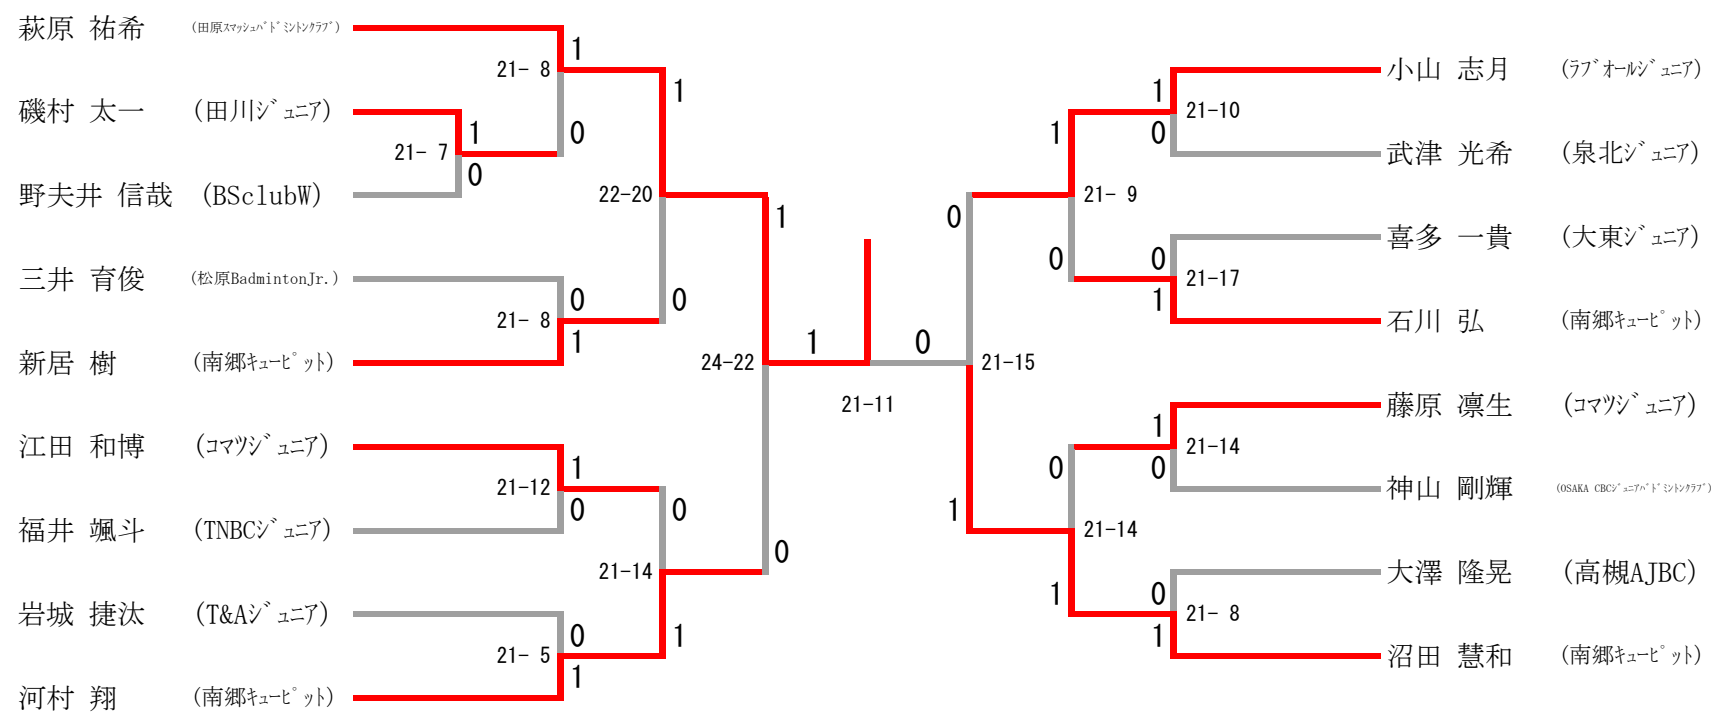 萩原 祐希 (田原スマッシュバドミントンクラブ)
磯村 太一 (田川ジュニア)
野夫井 信哉 (BSclubW)
三井 育俊 (松原BadmintonJr.)
新居 樹 (南郷キューピット)
江田 和博 (コマツジュニア)
福井 颯斗 (TNBCジュニア)
岩城 捷汰 (T&Aジュニア)
河村 翔 (南郷キューピット)
1
21- 8
0
1
21- 7
0
1
22-20
0
0
21- 8
1
1
24-22
0
1
21-12
0
0
21-14
1
0
21- 5
1
1
0
21-11
0
21-15
1
1
21- 9
0
1
21-10
0
0
21-17
1
0
21-14
1
1
21-14
0
0
21- 8
1
小山 志月 (ラブオールジュニア)
武津 光希 (泉北ジュニア)
喜多 一貴 (大東ジュニア)
石川 弘 (南郷キューピット)
藤原 凛生 (コマツジュニア)
神山 剛輝 (OSAKA CBCジュニアバドミントンクラブ)
大澤 隆晃 (高槻AJBC)
沼田 慧和 (南郷キューピット)